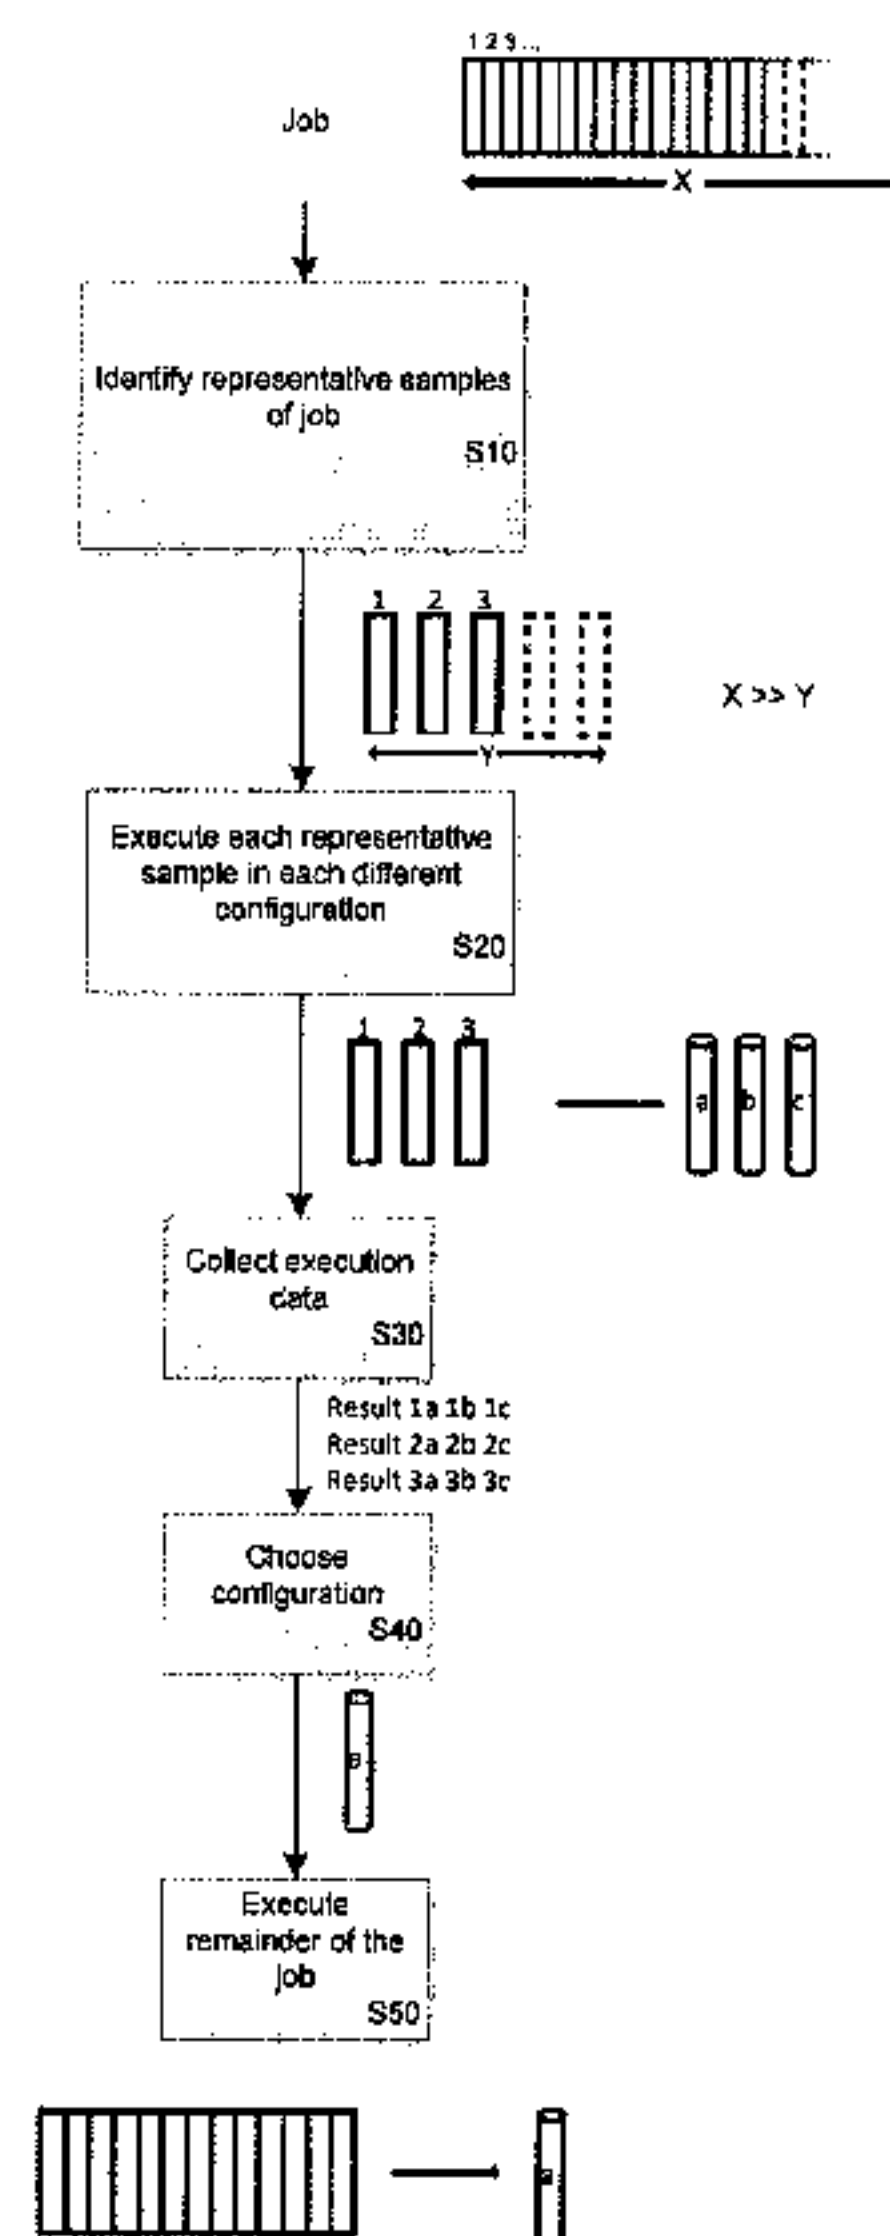 1 2 3 ...
Job
X
Identify representative samples
of job
S10
1 2 3
X >> Y
Y
Execute each representative
sample in each different
configuration
S20
1 2 3
a b c
Collect execution
data
S30
Result 1a 1b 1c
Result 2a 2b 2c
Result 3a 3b 3c
Choose
configuration
S40
a
Execute
remainder of the
job
S50
a